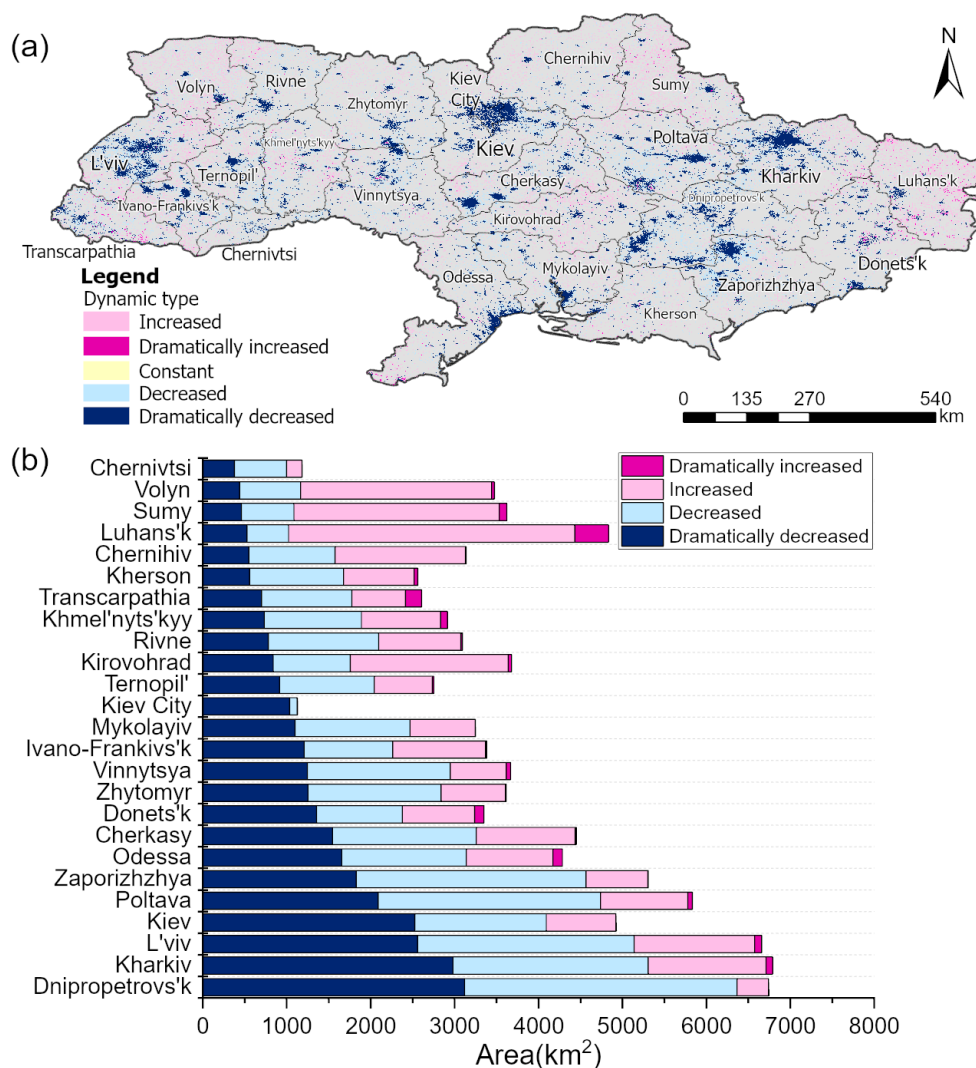 (a)
N
Chernihiv
Kiev
City
Rivne
Volyn
Sumy
Zhytomyr
Poltava
Khmel'nyts'kyy
Kiev
L'viv
Ternopil'
Kharkiv
Luhans'k
Cherkasy
Vinnytsya
Dnipropetrovs'k
Ivano-Frankivs'k
Kirovohrad
Transcarpathia
Chernivtsi
Donets'k
Odessa
Mykolayiv
Zaporizhzhya
Kherson
Legend
Dynamic type
Increased
Dramatically increased
Constant
Decreased
Dramatically decreased
0 135 270 540
km
(b)
Dramatically increased
Increased
Decreased
Dramatically decreased
Chernivtsi
Volyn
Sumy
Luhans'k
Chernihiv
Kherson
Transcarpathia
Khmel'nyts'kyy
Rivne
Kirovohrad
Ternopil'
Kiev City
Mykolayiv
Ivano-Frankivs'k
Vinnytsya
Zhytomyr
Donets'k
Cherkasy
Odessa
Zaporizhzhya
Poltava
Kiev
L'viv
Kharkiv
Dnipropetrovs'k
0 1000 2000 3000 4000 5000 6000 7000 8000
Area(km²)